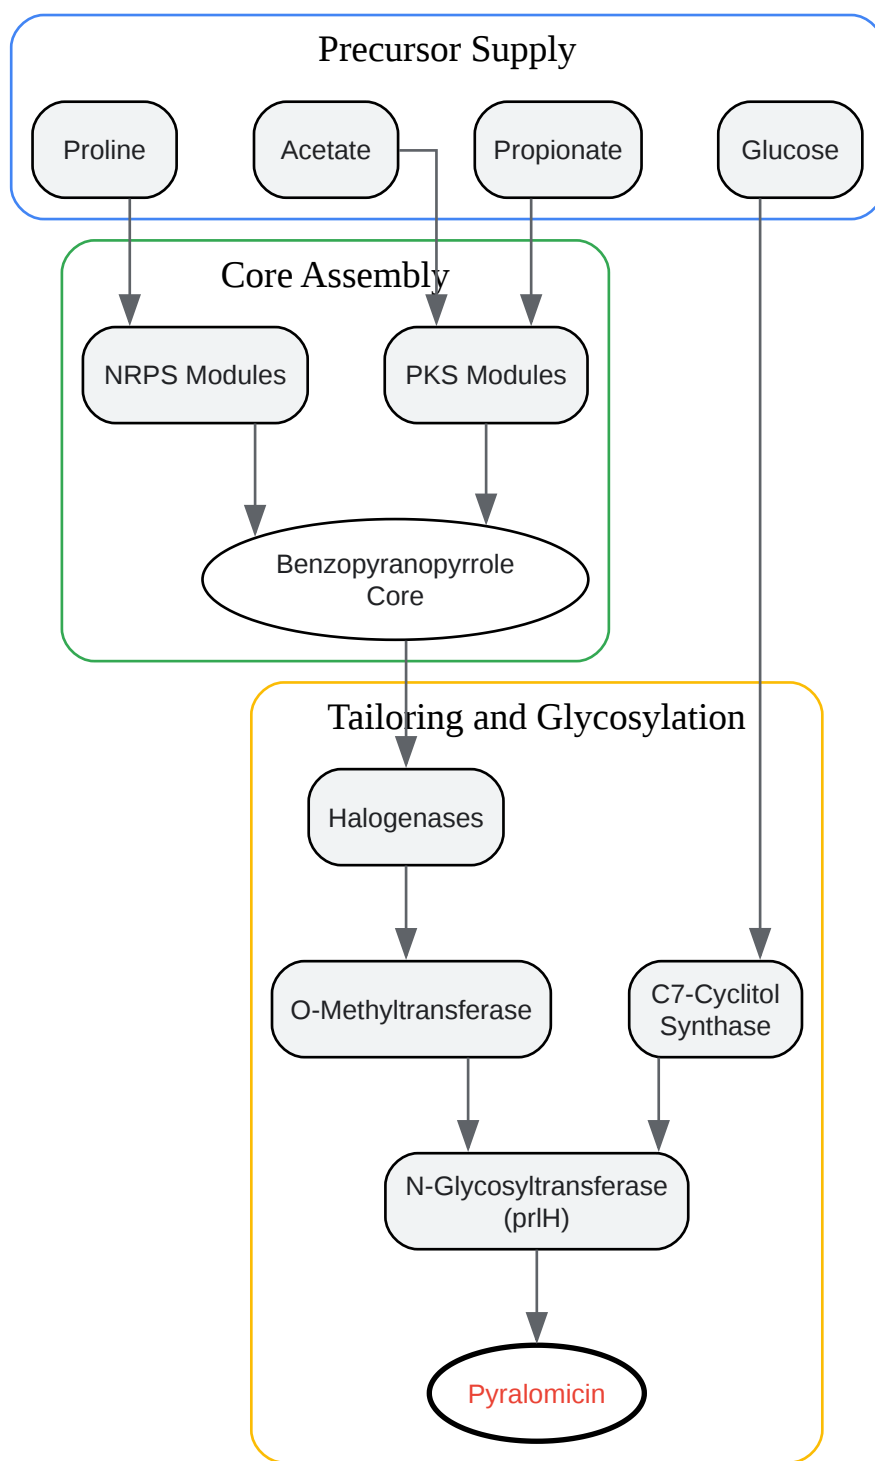 Precursor Supply
Proline
Acetate
Propionate
Glucose
Core Assembly
NRPS Modules
PKS Modules
Benzopyranopyrrole
Core
Tailoring and Glycosylation
Halogenases
O-Methyltransferase
C7-Cyclitol
Synthase
N-Glycosyltransferase
(prlH)
Pyralomicin